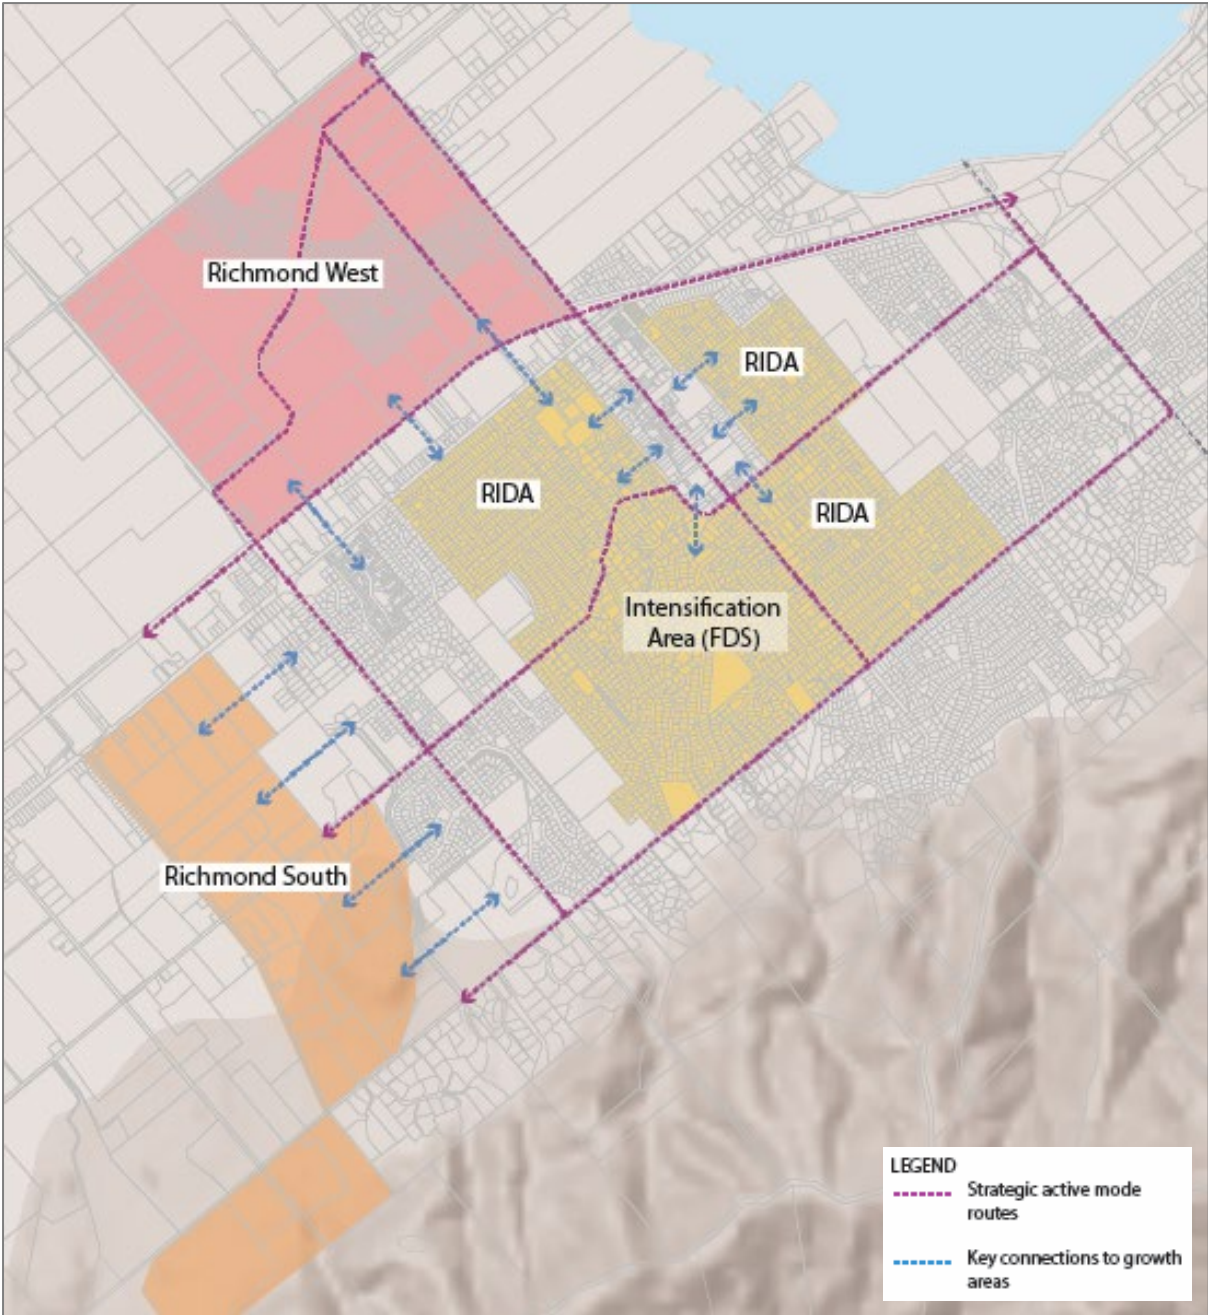 Richmond West
RIDA
RIDA
RIDA
Intensification
Area (FDS)
Richmond South
LEGEND
Strategic active mode
routes
Key connections to growth
areas